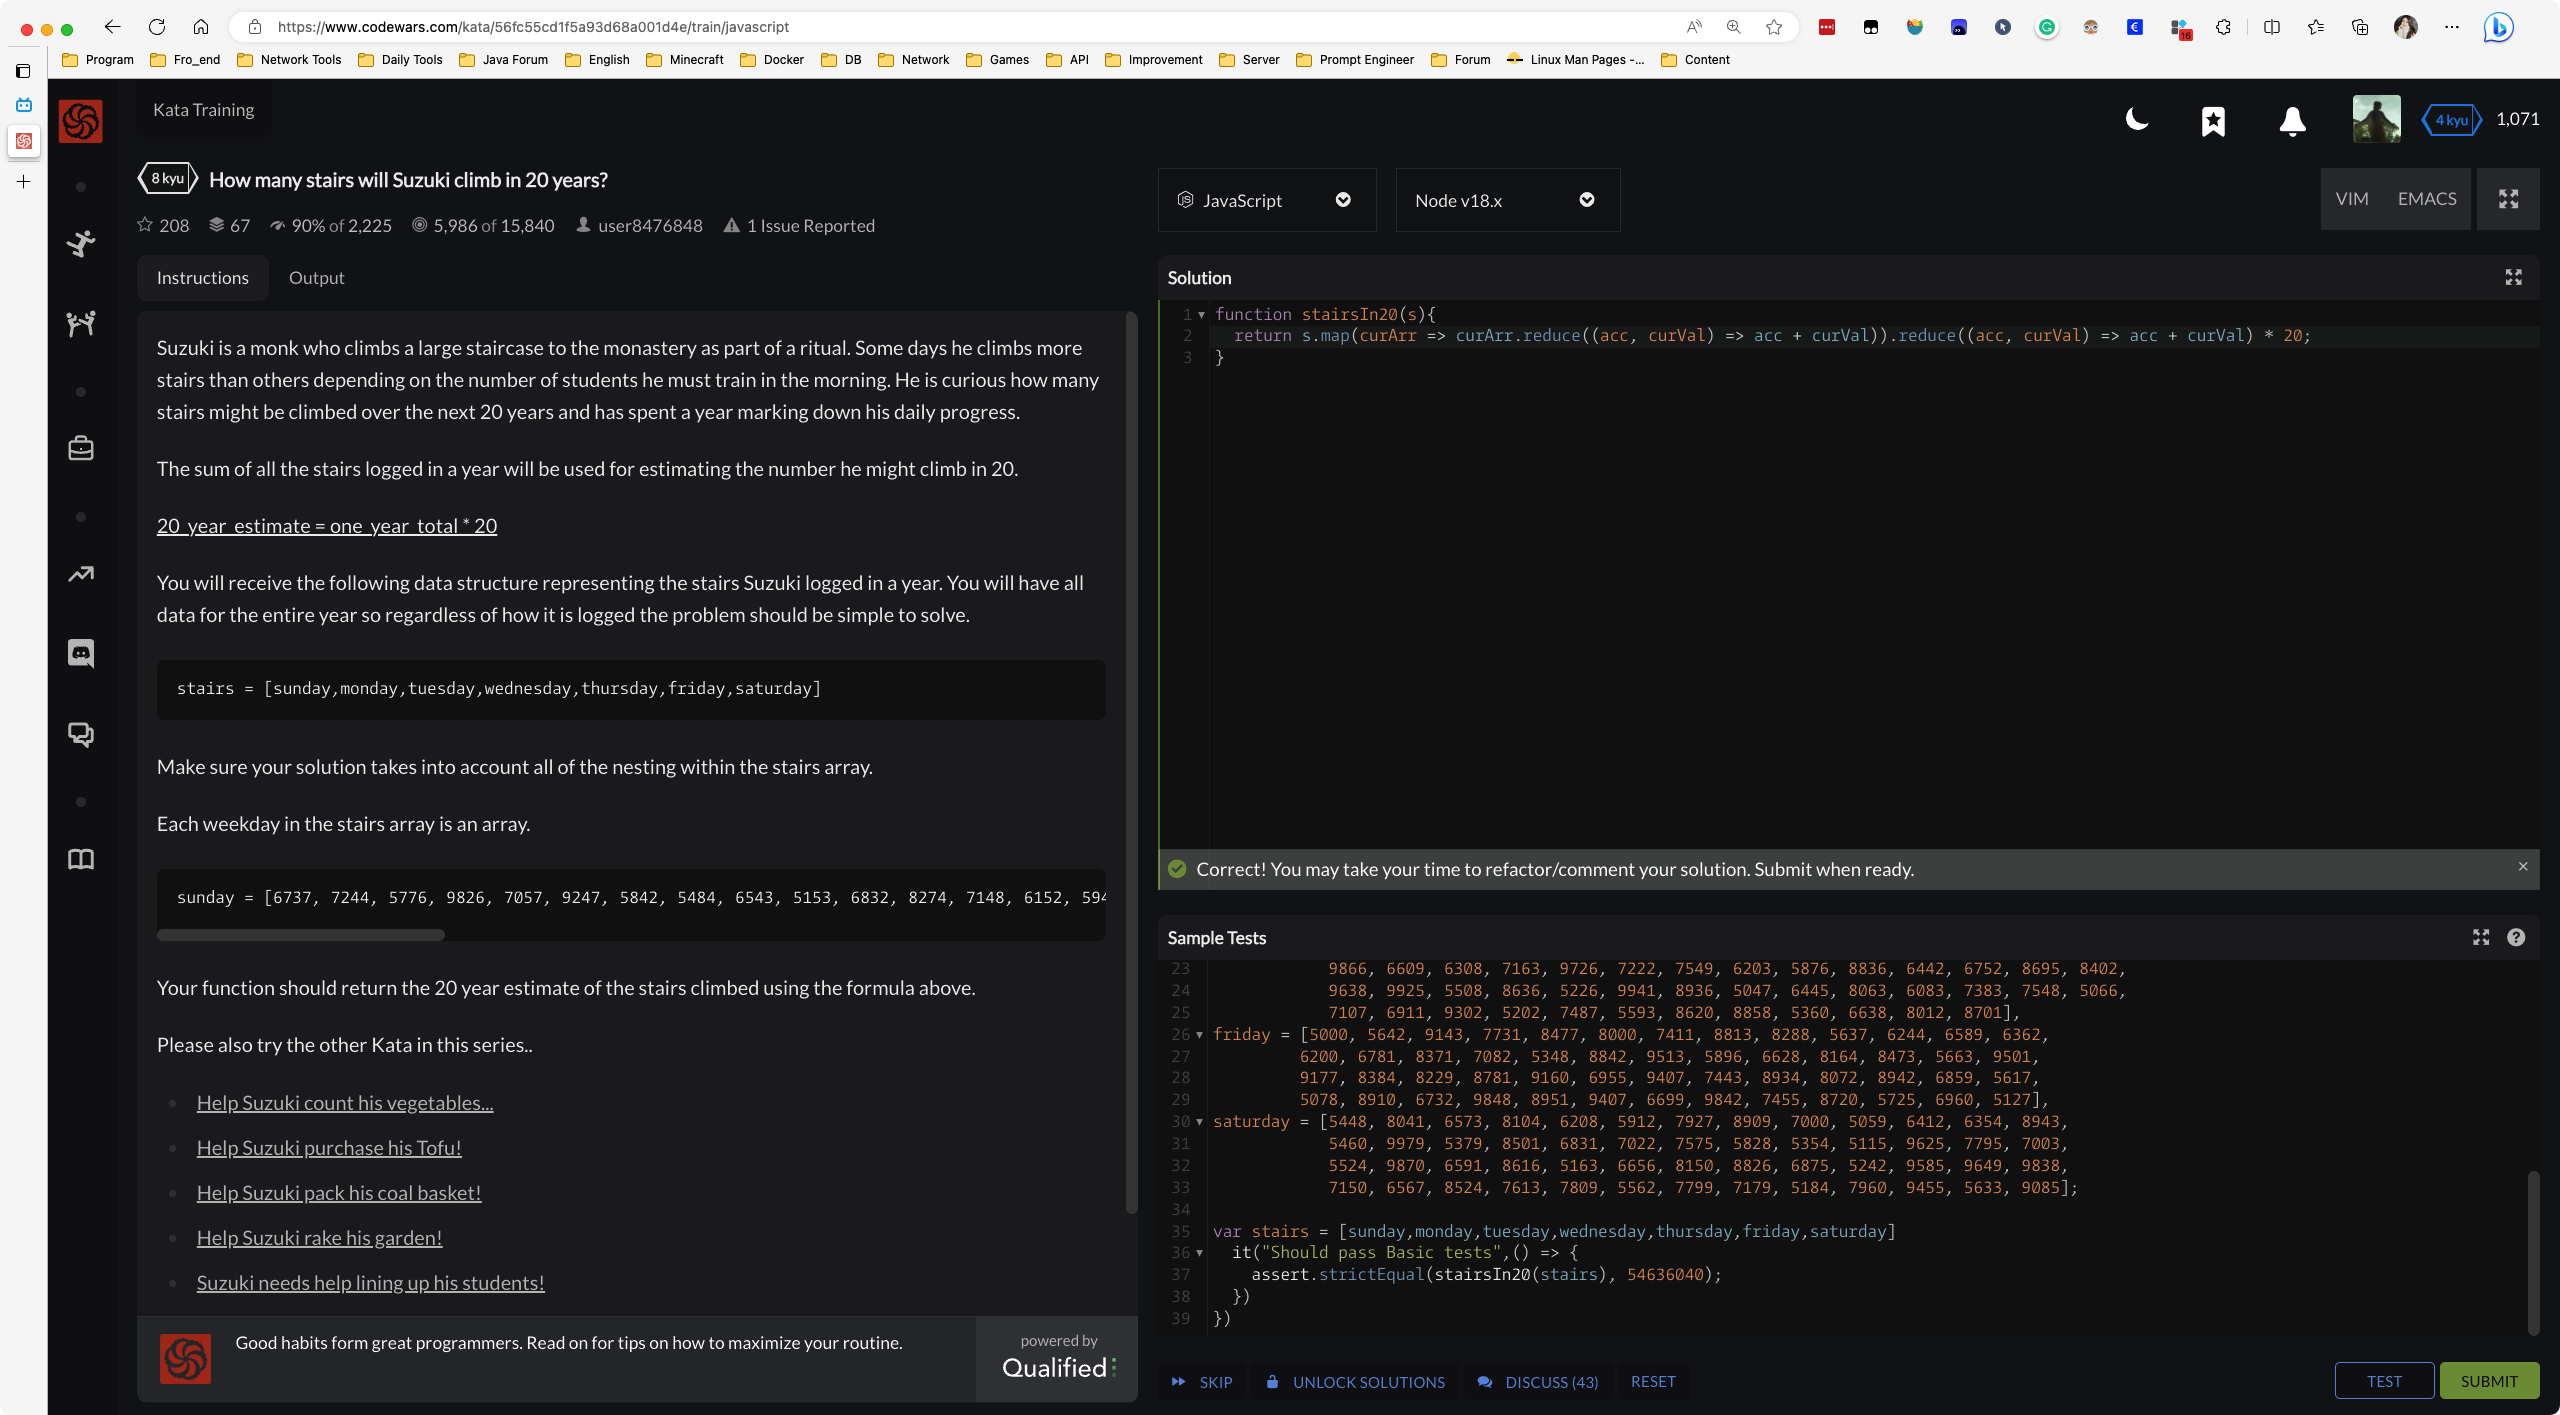 https://www.codewars.com/kata/56fc55cd1f5a93d68a001d4e/train/javascript
16
Program Fro_end Network Tools Daily Tools Java Forum English Minecraft Docker DB Network Games API Improvement Server Prompt Engineer Forum Linux Man Pages -... Content
Kata Training
4 kyu 1,071
8 kyu How many stairs will Suzuki climb in 20 years?
208 67 90% of 2,225 5,986 of 15,840 user8476848 1 Issue Reported
JavaScript Node v18.x VIM EMACS
Instructions Output
Suzuki is a monk who climbs a large staircase to the monastery as part of a ritual. Some days he climbs more
stairs than others depending on the number of students he must train in the morning. He is curious how many
stairs might be climbed over the next 20 years and has spent a year marking down his daily progress.
The sum of all the stairs logged in a year will be used for estimating the number he might climb in 20.
20_year_estimate = one_year_total * 20
You will receive the following data structure representing the stairs Suzuki logged in a year. You will have all
data for the entire year so regardless of how it is logged the problem should be simple to solve.
stairs = [sunday,monday,tuesday,wednesday,thursday,friday,saturday]
Make sure your solution takes into account all of the nesting within the stairs array.
Each weekday in the stairs array is an array.
sunday = [6737, 7244, 5776, 9826, 7057, 9247, 5842, 5484, 6543, 5153, 6832, 8274, 7148, 6152, 594
Your function should return the 20 year estimate of the stairs climbed using the formula above.
Please also try the other Kata in this series..
Help Suzuki count his vegetables...
Help Suzuki purchase his Tofu!
Help Suzuki pack his coal basket!
Help Suzuki rake his garden!
Suzuki needs help lining up his students!
Good habits form great programmers. Read on for tips on how to maximize your routine.
powered by
Qualified
Solution
1 function stairsIn20(s){
2 return s.map(curArr => curArr.reduce((acc, curVal) => acc + curVal)).reduce((acc, curVal) => acc + curVal) * 20;
3 }
Correct! You may take your time to refactor/comment your solution. Submit when ready.
Sample Tests
23 9866, 6609, 6308, 7163, 9726, 7222, 7549, 6203, 5876, 8836, 6442, 6752, 8695, 8402,
24 9638, 9925, 5508, 8636, 5226, 9941, 8936, 5047, 6445, 8063, 6083, 7383, 7548, 5066,
25 7107, 6911, 9302, 5202, 7487, 5593, 8620, 8858, 5360, 6638, 8012, 8701],
26 friday = [5000, 5642, 9143, 7731, 8477, 8000, 7411, 8813, 8288, 5637, 6244, 6589, 6362,
27 6200, 6781, 8371, 7082, 5348, 8842, 9513, 5896, 6628, 8164, 8473, 5663, 9501,
28 9177, 8384, 8229, 8781, 9160, 6955, 9407, 7443, 8934, 8072, 8942, 6859, 5617,
29 5078, 8910, 6732, 9848, 8951, 9407, 6699, 9842, 7455, 8720, 5725, 6960, 5127],
30 saturday = [5448, 8041, 6573, 8104, 6208, 5912, 7927, 8909, 7000, 5059, 6412, 6354, 8943,
31 5460, 9979, 5379, 8501, 6831, 7022, 7575, 5828, 5354, 5115, 9625, 7795, 7003,
32 5524, 9870, 6591, 8616, 5163, 6656, 8150, 8826, 6875, 5242, 9585, 9649, 9838,
33 7150, 6567, 8524, 7613, 7809, 5562, 7799, 7179, 5184, 7960, 9455, 5633, 9085];
34
35 var stairs = [sunday,monday,tuesday,wednesday,thursday,friday,saturday]
36 it("Should pass Basic tests",() => {
37 assert.strictEqual(stairsIn20(stairs), 54636040);
38 })
39 })
SKIP UNLOCK SOLUTIONS DISCUSS (43) RESET TEST SUBMIT